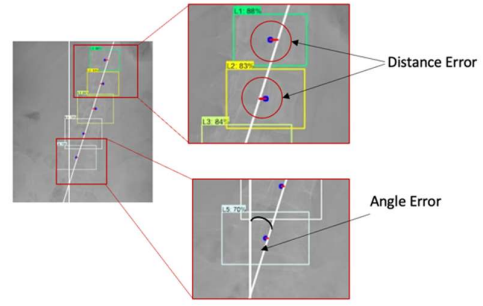 L1: 88%
L2: 83%
L3: 84%
Distance Error
L5: 70%
Angle Error